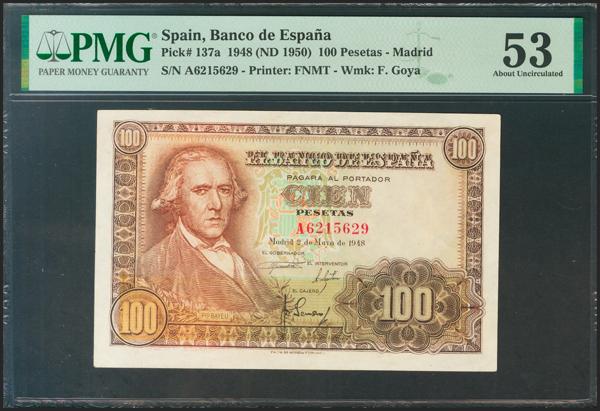 PMG
PAPER MONEY GUARANTY
Spain, Banco de España
Pick# 137a 1948 (ND 1950) 100 Pesetas - Madrid
S/N A6215629 - Printer: FNMT - Wmk: F. Goya
53
About Uncirculated
100
EL BANCO DE ESPAÑA
100
PAGARÁ AL PORTADOR
CIEN
PESETAS
A6215629
Madrid 2 de Mayo de 1948
EL GOBERNADOR
EL INTERVENTOR
EL CAJERO
100
Fco BAYEU
100